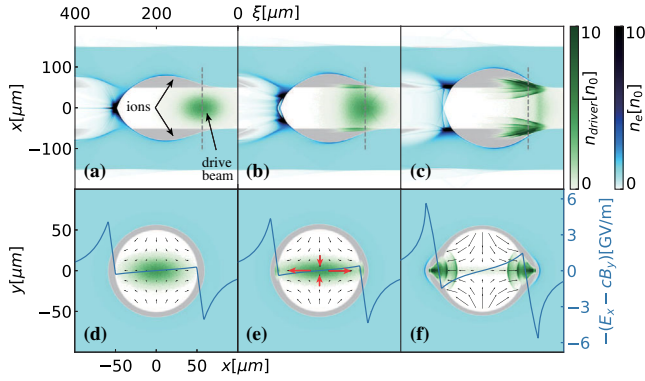 400 200 0 ξ[μm]
100
0
−100
x[μm]
ions
drive
beam
(a) (b) (c)
10
0
n_driver[n_0]
10
0
n_e[n_0]
50
0
−50
y[μm]
(d) (e) (f)
6
3
0
−3
−6
−(E_x − cB_y)[GV/m]
−50 0 50 x[μm]